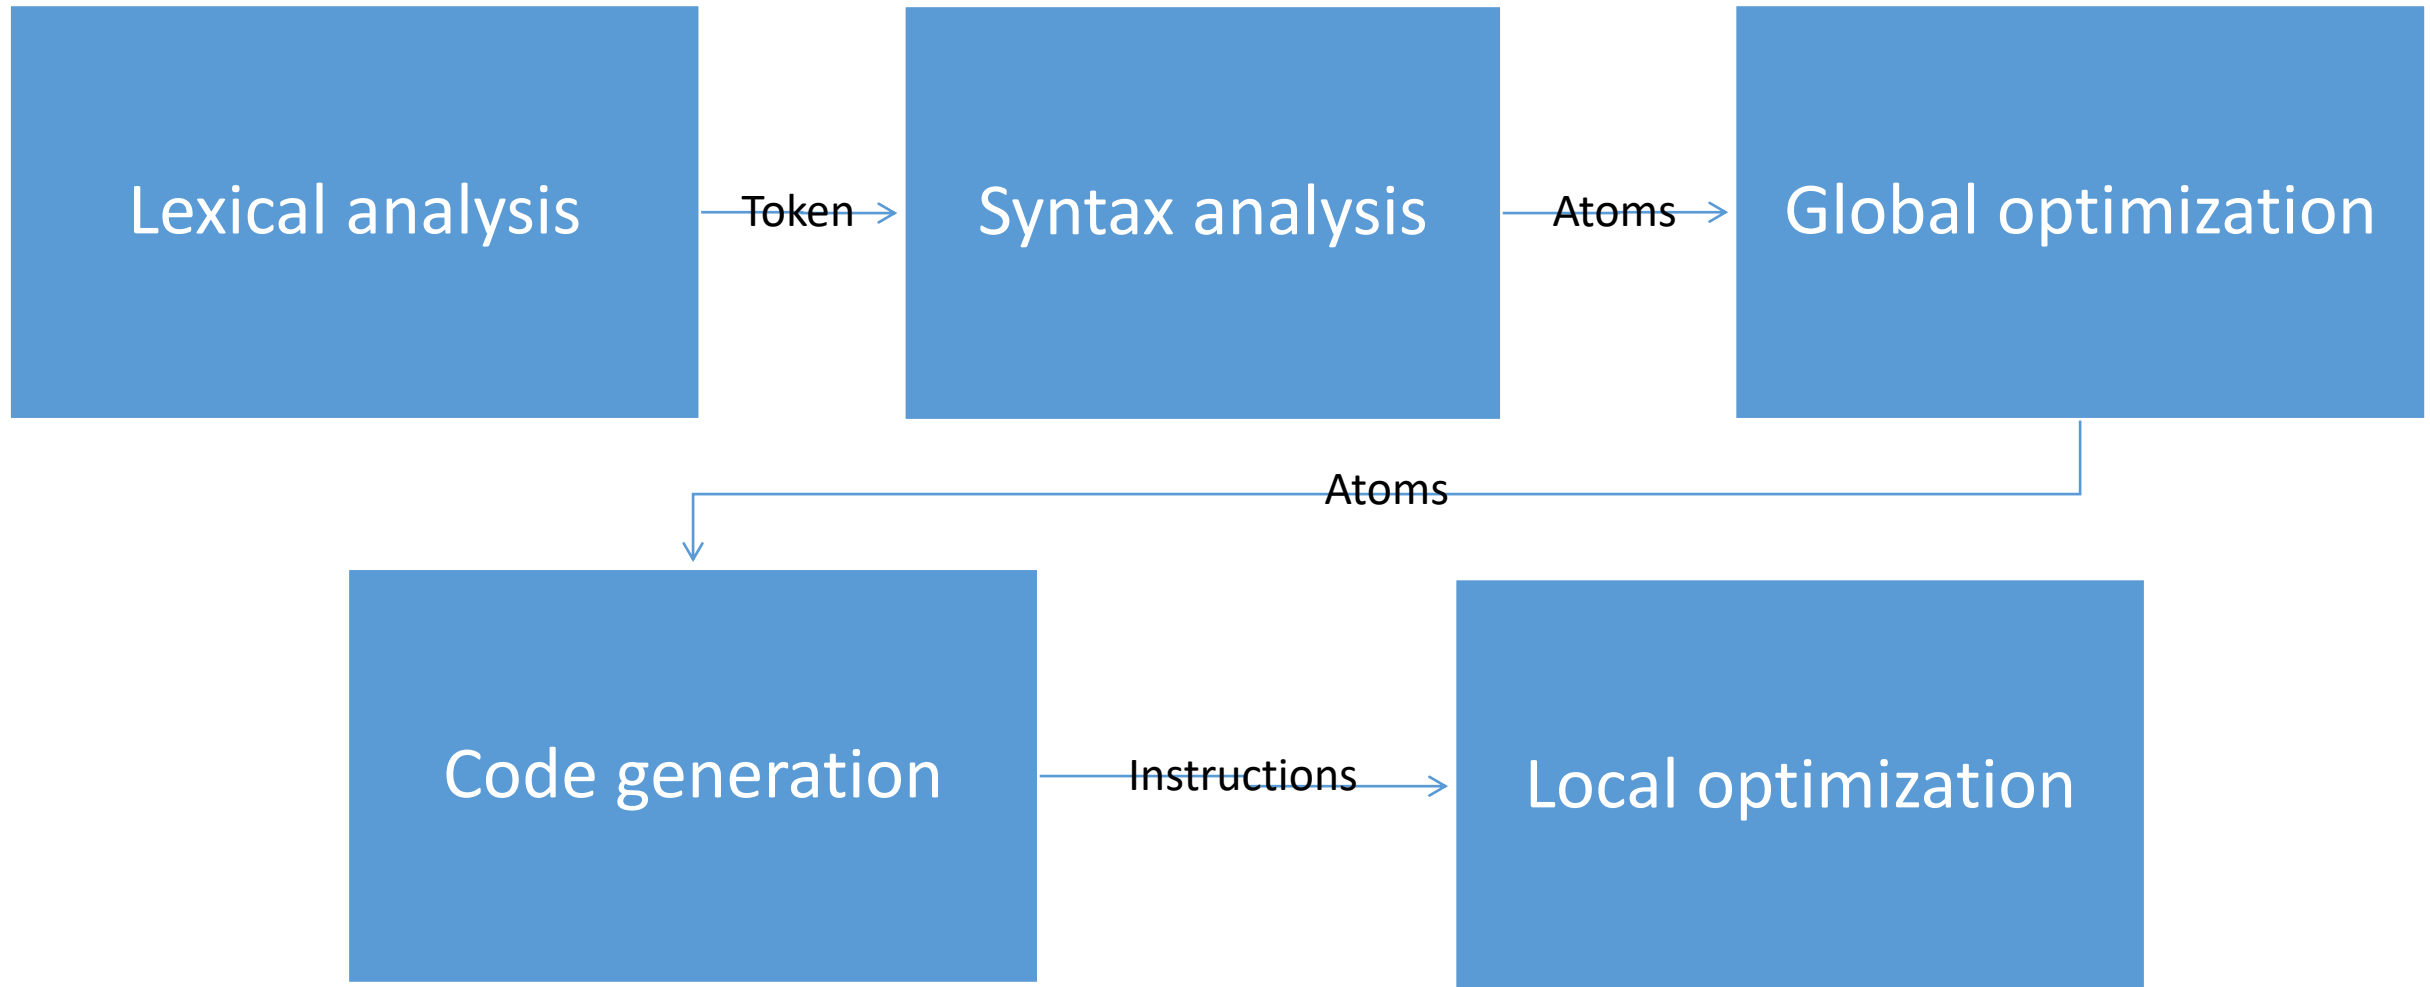 Lexical analysis
Token
Syntax analysis
Atoms
Global optimization
Atoms
Code generation
Instructions
Local optimization